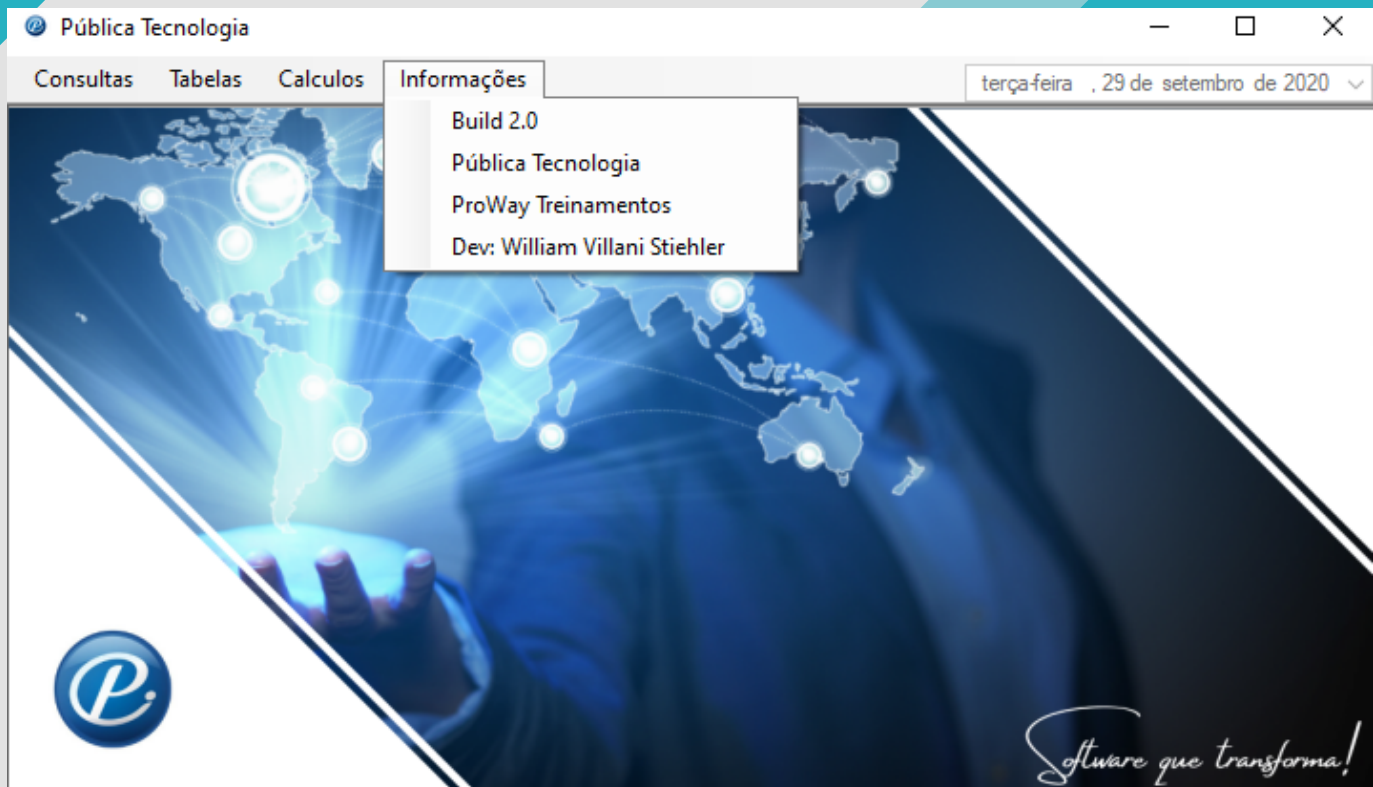 Pública Tecnologia
Consultas Tabelas Calculos Informações terça-feira , 29 de setembro de 2020
Build 2.0
Pública Tecnologia
ProWay Treinamentos
Dev: William Villani Stiehler
P.
Software que transforma!